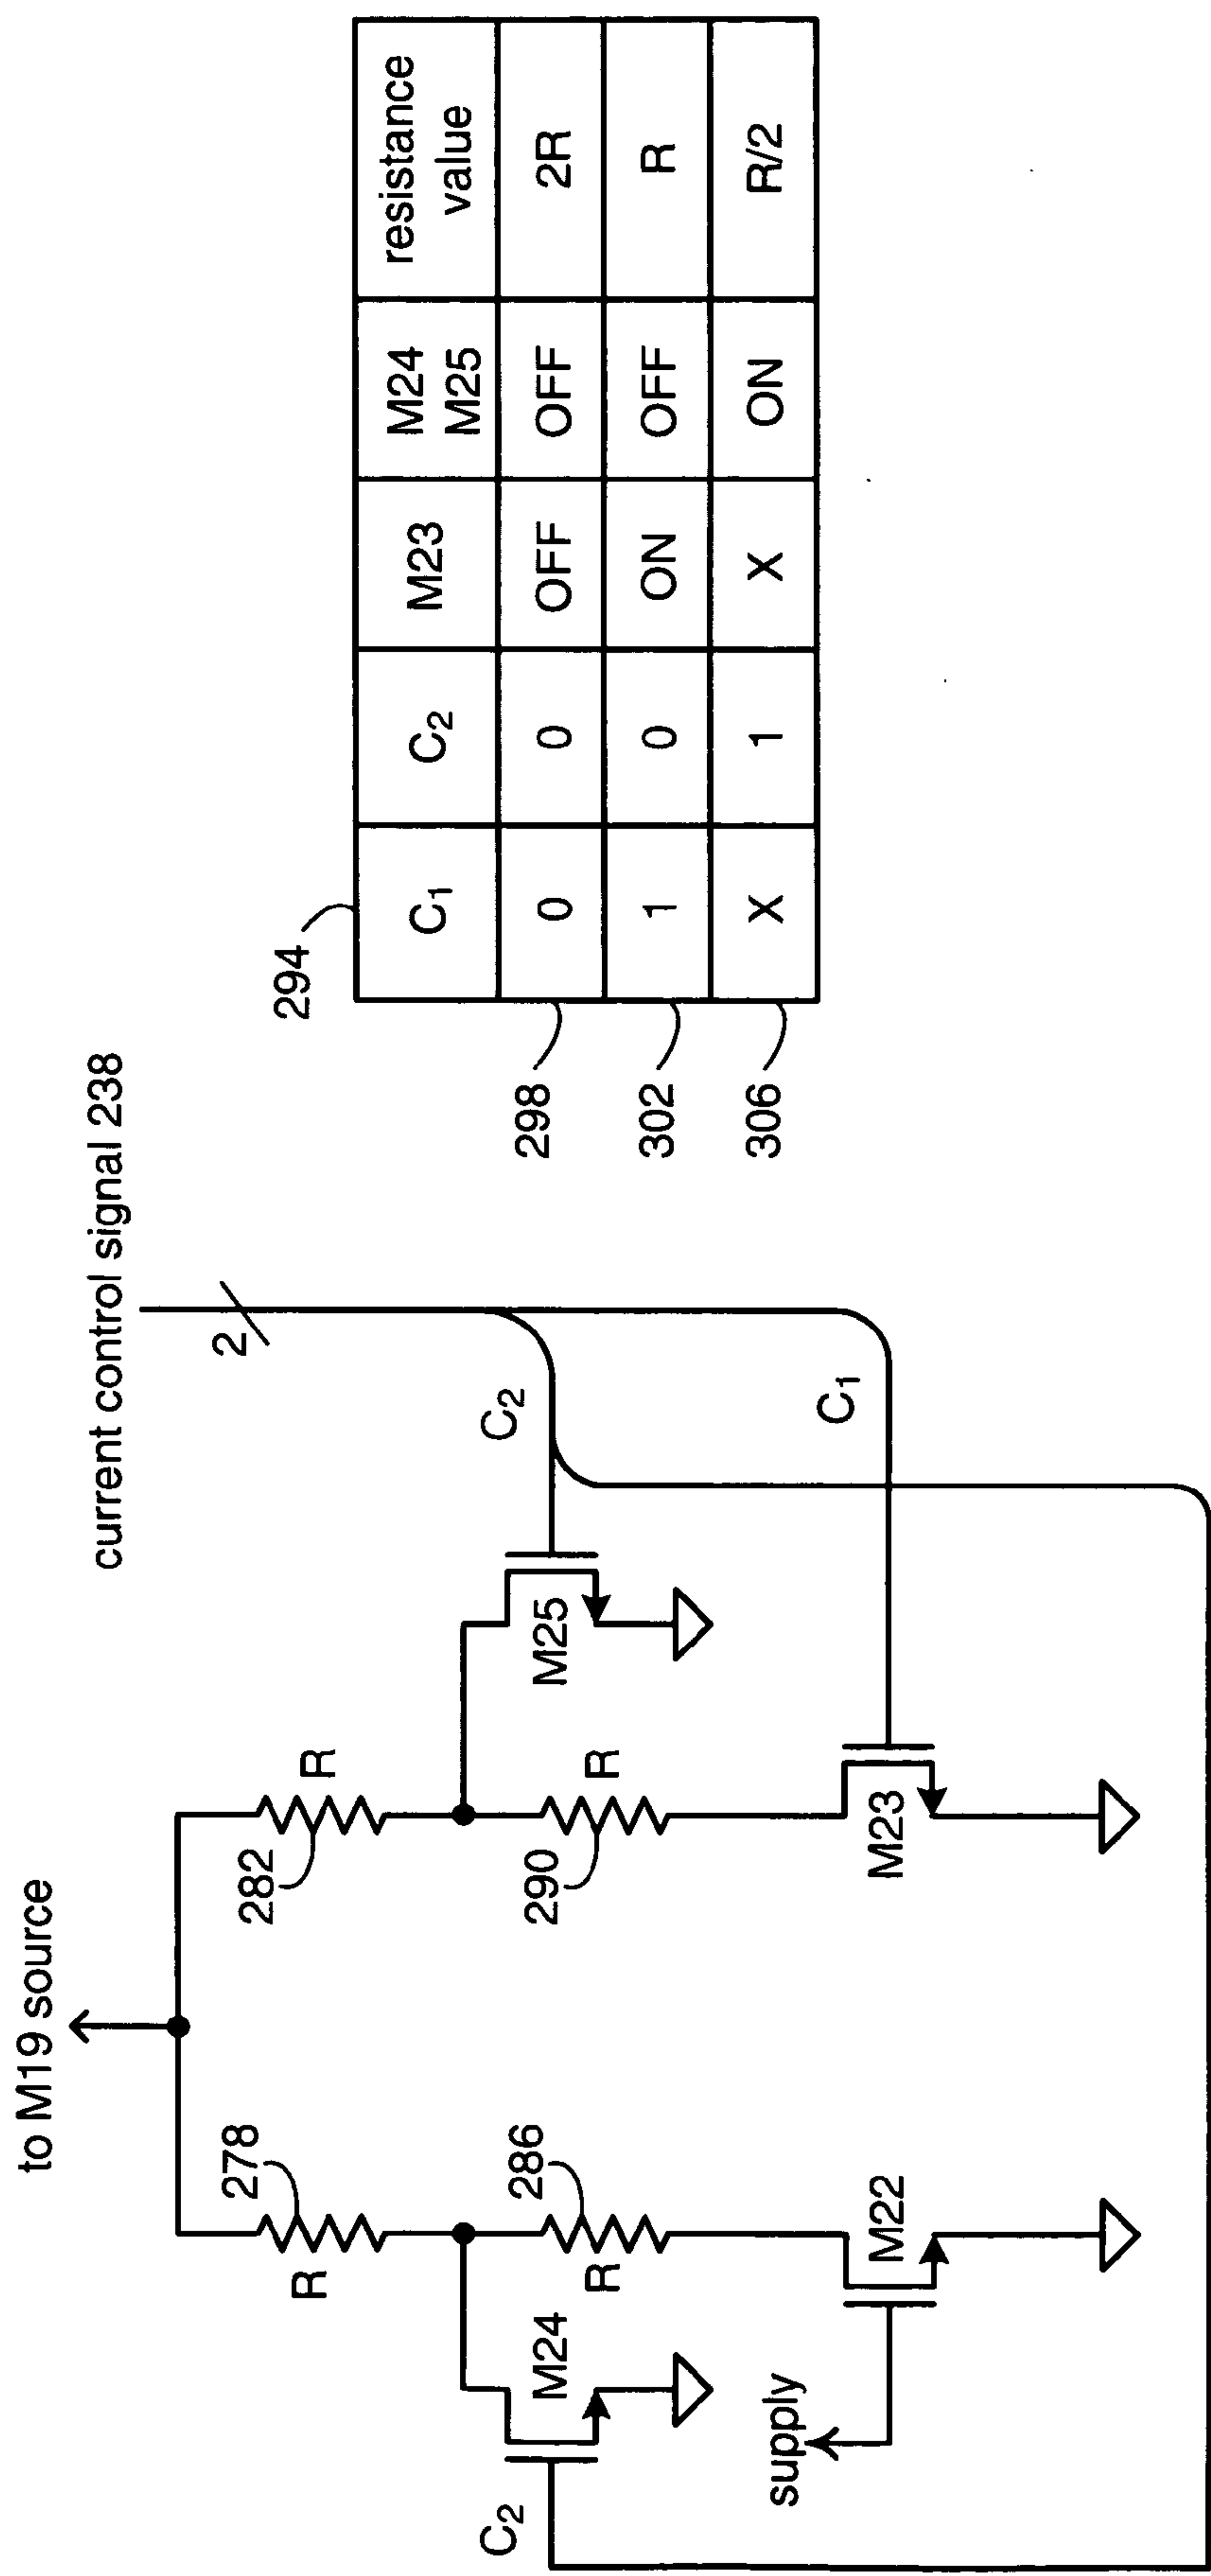 to M19 source
current control signal 238
2
278
R
282
R
C2
M24
286
R
290
R
M25
C2
supply
M22
M23
C1
294
C1 C2 M23 M24 M25 resistance value
298 0 0 OFF OFF 2R
302 1 0 ON OFF R
306 X 1 X ON R/2